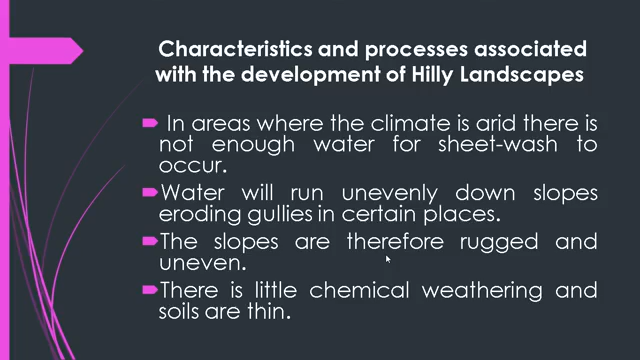 Characteristics and processes associated
with the development of Hilly Landscapes
In areas where the climate is arid there is
not enough water for sheet-wash to
occur.
Water will run unevenly down slopes
eroding gullies in certain places.
The slopes are therefore rugged and
uneven.
There is little chemical weathering and
soils are thin.